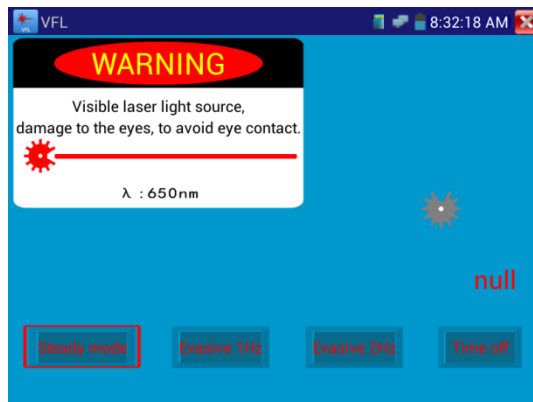 VFL
8:32:18 AM
VFL
WARNING
Visible laser light source,
damage to the eyes, to avoid eye contact.
λ :650nm
null
Steady mode
Evasive 1Hz
Evasive 2Hz
Time off